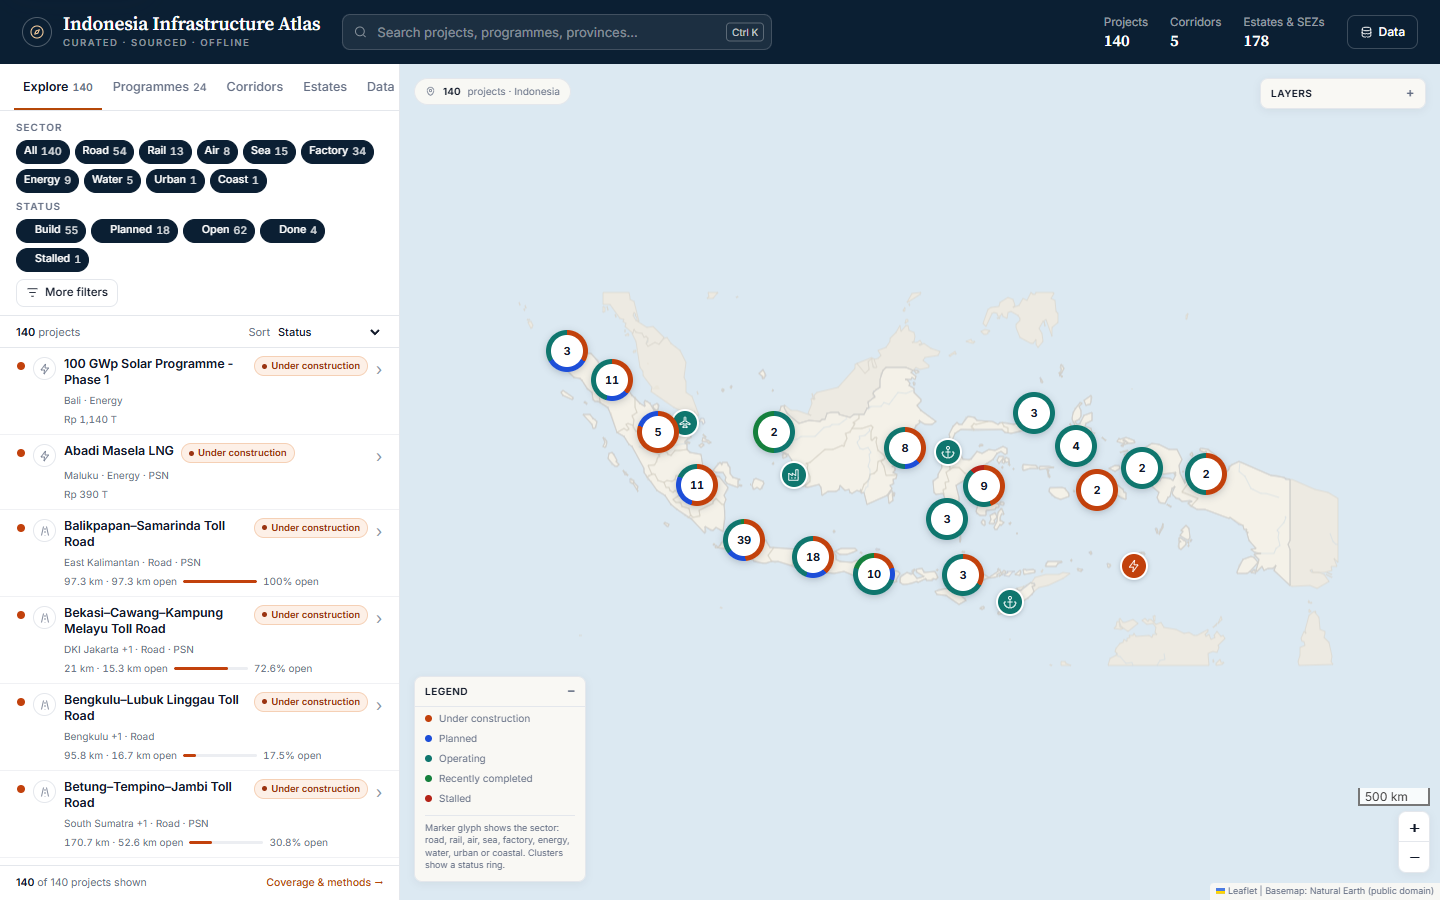 Indonesia Infrastructure Atlas
CURATED · SOURCED · OFFLINE
Search projects, programmes, provinces...
Ctrl K
Projects
140
Corridors
5
Estates & SEZs
178
Data
Explore 140
Programmes 24
Corridors
Estates
Data
SECTOR
All 140
Road 54
Rail 13
Air 8
Sea 15
Factory 34
Energy 9
Water 5
Urban 1
Coast 1
STATUS
Build 55
Planned 18
Open 62
Done 4
Stalled 1
More filters
140 projects
Sort Status
100 GWp Solar Programme -
Phase 1
Under construction
Bali · Energy
Rp 1,140 T
Abadi Masela LNG
Under construction
Maluku · Energy · PSN
Rp 390 T
Balikpapan–Samarinda Toll
Road
Under construction
East Kalimantan · Road · PSN
97.3 km · 97.3 km open
100% open
Bekasi–Cawang–Kampung
Melayu Toll Road
Under construction
DKI Jakarta +1 · Road · PSN
21 km · 15.3 km open
72.6% open
Bengkulu–Lubuk Linggau Toll
Road
Under construction
Bengkulu +1 · Road
95.8 km · 16.7 km open
17.5% open
Betung–Tempino–Jambi Toll
Road
Under construction
South Sumatra +1 · Road · PSN
170.7 km · 52.6 km open
30.8% open
140 of 140 projects shown
Coverage & methods →
140 projects · Indonesia
LAYERS +
3
11
5
2
11
8
3
4
2
2
2
9
3
39
18
10
3
LEGEND −
Under construction
Planned
Operating
Recently completed
Stalled
Marker glyph shows the sector:
road, rail, air, sea, factory, energy,
water, urban or coastal. Clusters
show a status ring.
500 km
+
−
Leaflet | Basemap: Natural Earth (public domain)